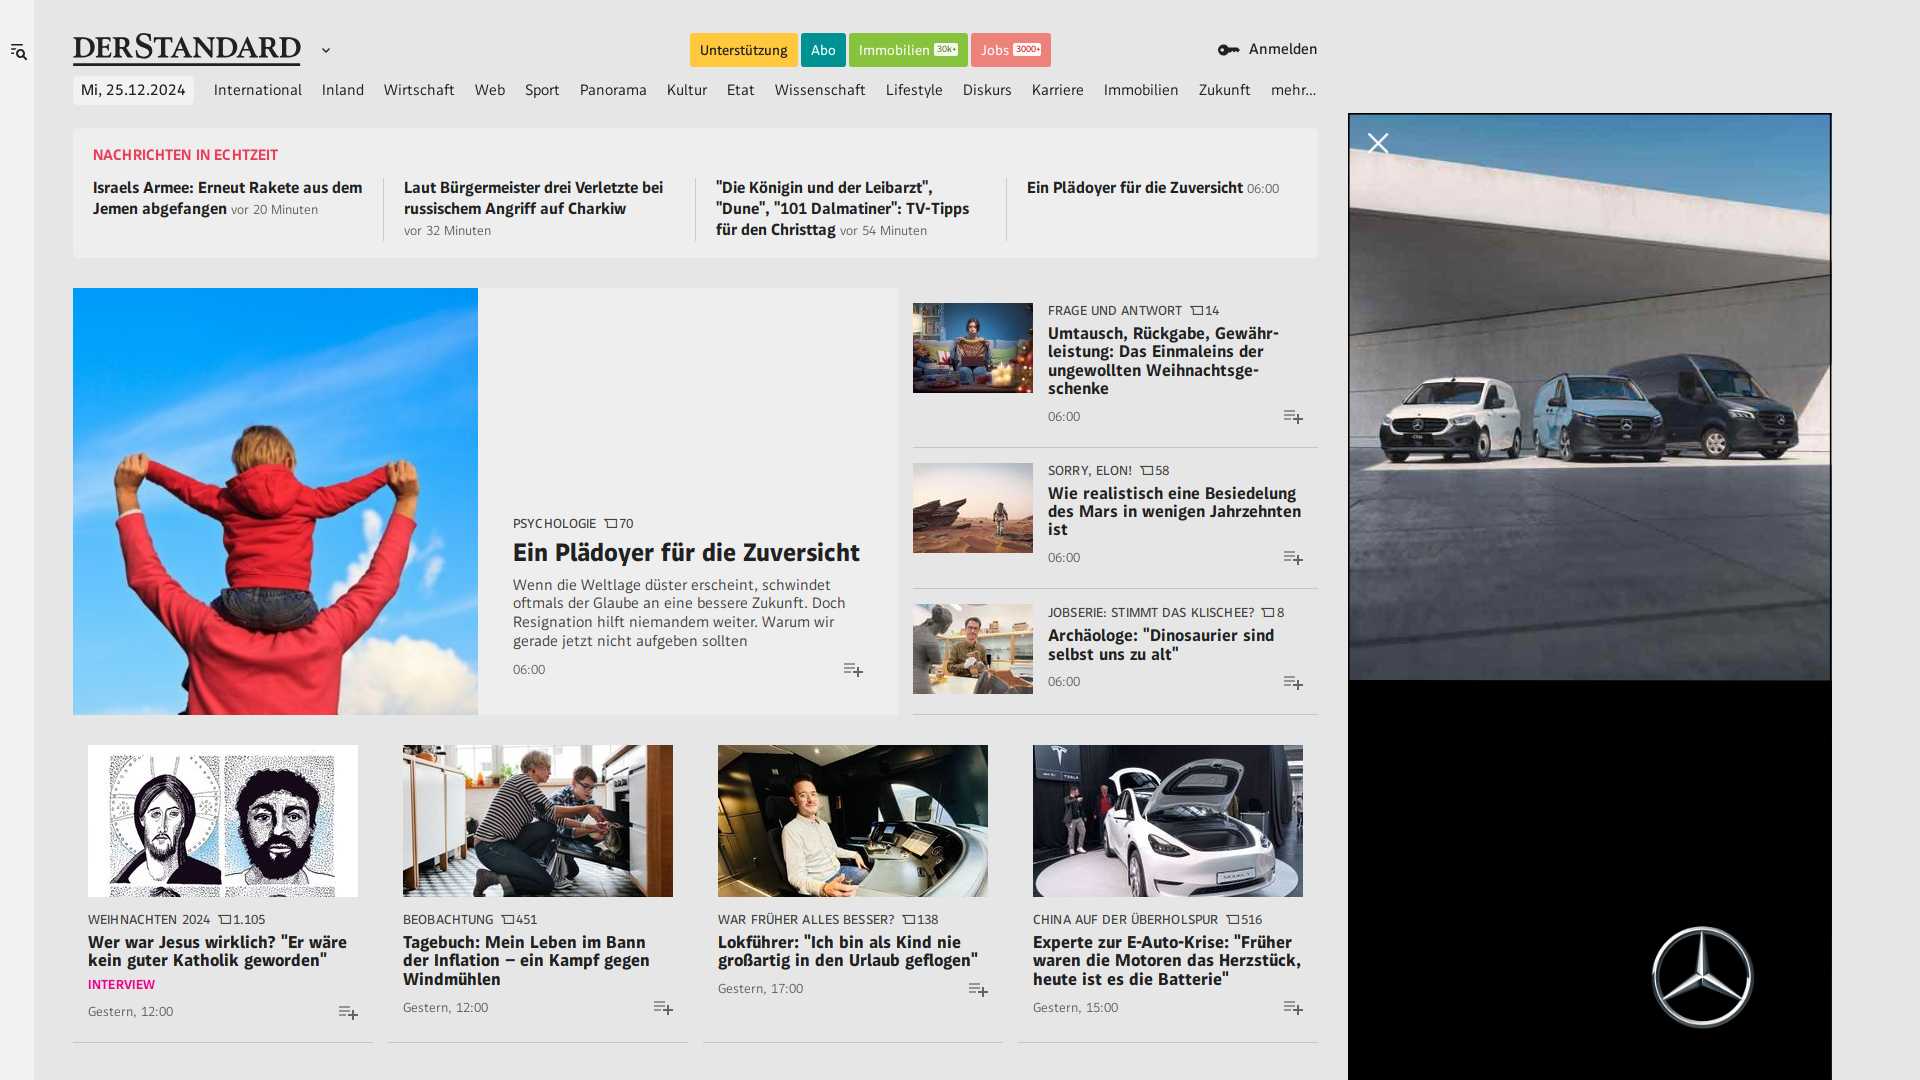 DERSTANDARD
Unterstützung
Abo
Immobilien 30k+
Jobs 3000+
Anmelden
Mi, 25.12.2024
International
Inland
Wirtschaft
Web
Sport
Panorama
Kultur
Etat
Wissenschaft
Lifestyle
Diskurs
Karriere
Immobilien
Zukunft
mehr...
NACHRICHTEN IN ECHTZEIT
Israels Armee: Erneut Rakete aus dem
Jemen abgefangen vor 20 Minuten
Laut Bürgermeister drei Verletzte bei
russischem Angriff auf Charkiw
vor 32 Minuten
"Die Königin und der Leibarzt",
"Dune", "101 Dalmatiner": TV-Tipps
für den Christtag vor 54 Minuten
Ein Plädoyer für die Zuversicht 06:00
PSYCHOLOGIE 70
Ein Plädoyer für die Zuversicht
Wenn die Weltlage düster erscheint, schwindet
oftmals der Glaube an eine bessere Zukunft. Doch
Resignation hilft niemandem weiter. Warum wir
gerade jetzt nicht aufgeben sollten
06:00
FRAGE UND ANTWORT 14
Umtausch, Rückgabe, Gewähr-
leistung: Das Einmaleins der
ungewollten Weihnachtsge-
schenke
06:00
SORRY, ELON! 58
Wie realistisch eine Besiedelung
des Mars in wenigen Jahrzehnten
ist
06:00
JOBSERIE: STIMMT DAS KLISCHEE? 8
Archäologe: "Dinosaurier sind
selbst uns zu alt"
06:00
WEIHNACHTEN 2024 1.105
Wer war Jesus wirklich? "Er wäre
kein guter Katholik geworden"
INTERVIEW
Gestern, 12:00
BEOBACHTUNG 451
Tagebuch: Mein Leben im Bann
der Inflation – ein Kampf gegen
Windmühlen
Gestern, 12:00
WAR FRÜHER ALLES BESSER? 138
Lokführer: "Ich bin als Kind nie
großartig in den Urlaub geflogen"
Gestern, 17:00
TESLA
CHINA AUF DER ÜBERHOLSPUR 516
Experte zur E-Auto-Krise: "Früher
waren die Motoren das Herzstück,
heute ist es die Batterie"
Gestern, 15:00